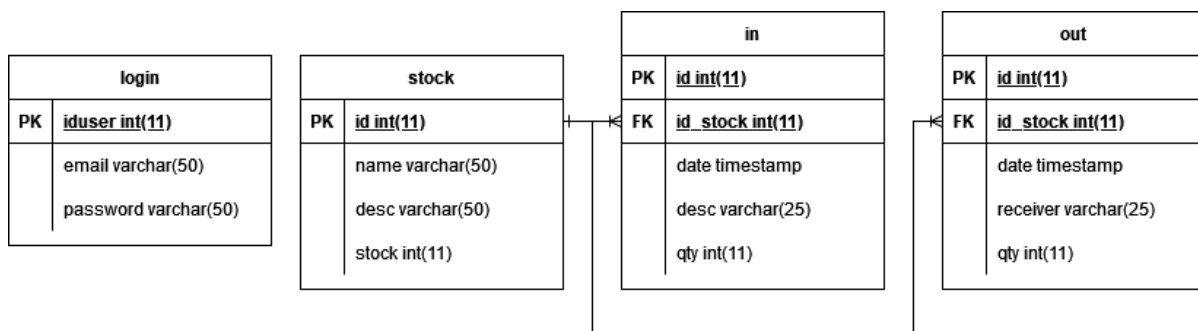 login
PK iduser int(11)
email varchar(50)
password varchar(50)
stock
PK id int(11)
name varchar(50)
desc varchar(50)
stock int(11)
in
PK id int(11)
FK id_stock int(11)
date timestamp
desc varchar(25)
qty int(11)
out
PK id int(11)
FK id_stock int(11)
date timestamp
receiver varchar(25)
qty int(11)